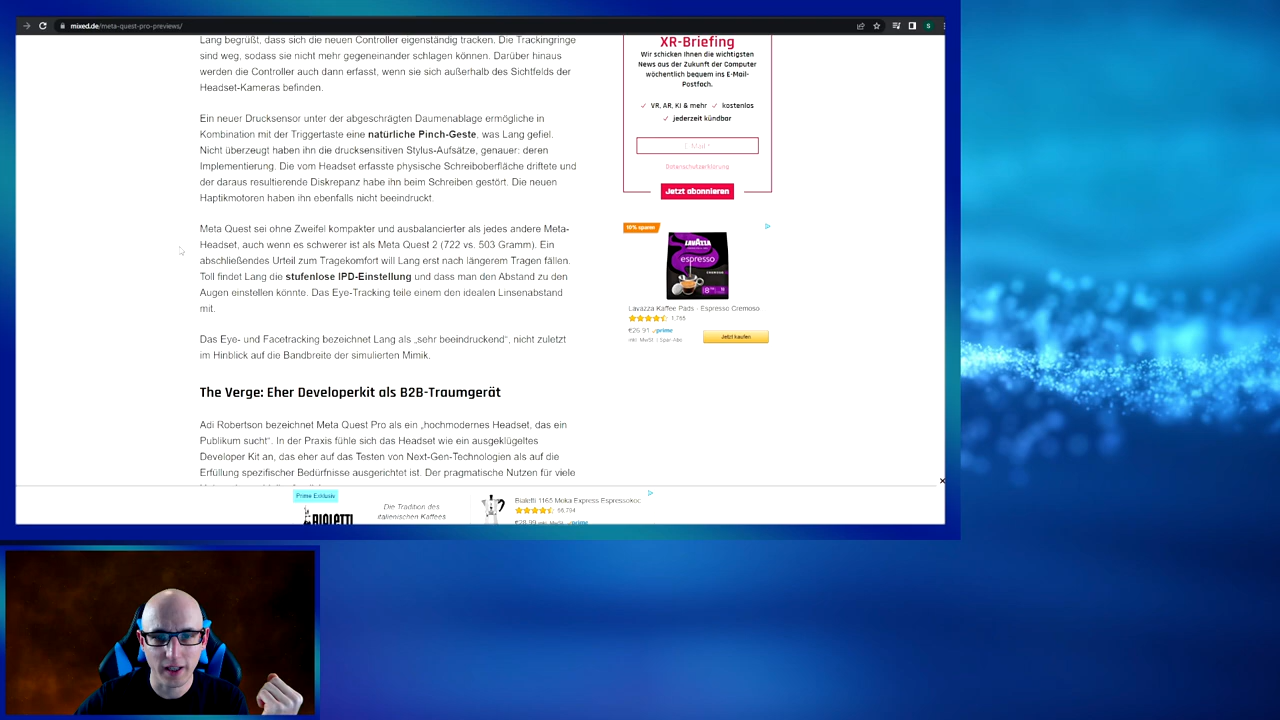 mixed.de/meta-quest-pro-previews/
S
Lang begrüßt, dass sich die neuen Controller eigenständig tracken. Die Trackingringe
sind weg, sodass sie nicht mehr gegeneinander schlagen können. Darüber hinaus
werden die Controller auch dann erfasst, wenn sie sich außerhalb des Sichtfelds der
Headset-Kameras befinden.
Ein neuer Drucksensor unter der abgeschrägten Daumenablage ermögliche in
Kombination mit der Triggertaste eine natürliche Pinch-Geste, was Lang gefiel.
Nicht überzeugt haben ihn die drucksensitiven Stylus-Aufsätze, genauer: deren
Implementierung. Die vom Headset erfasste physische Schreiboberfläche driftete und
der daraus resultierende Diskrepanz habe ihn beim Schreiben gestört. Die neuen
Haptikmotoren haben ihn ebenfalls nicht beeindruckt.
Meta Quest sei ohne Zweifel kompakter und ausbalancierter als jedes andere Meta-
Headset, auch wenn es schwerer ist als Meta Quest 2 (722 vs. 503 Gramm). Ein
abschließendes Urteil zum Tragekomfort will Lang erst nach längerem Tragen fällen.
Toll findet Lang die stufenlose IPD-Einstellung und dass man den Abstand zu den
Augen einstellen könnte. Das Eye-Tracking teile einem den idealen Linsenabstand
mit.
Das Eye- und Facetracking bezeichnet Lang als „sehr beeindruckend“, nicht zuletzt
im Hinblick auf die Bandbreite der simulierten Mimik.
The Verge: Eher Developerkit als B2B-Traumgerät
Adi Robertson bezeichnet Meta Quest Pro als ein „hochmodernes Headset, das ein
Publikum sucht“. In der Praxis fühle sich das Headset wie ein ausgeklügeltes
Developer Kit an, das eher auf das Testen von Next-Gen-Technologien als auf die
Erfüllung spezifischer Bedürfnisse ausgerichtet ist. Der pragmatische Nutzen für viele
XR-Briefing
Wir schicken Ihnen die wichtigsten
News aus der Zukunft der Computer
wöchentlich bequem ins E-Mail-
Postfach.
✓ VR, AR, KI & mehr ✓ kostenlos
✓ jederzeit kündbar
E-Mail *
Datenschutzerklärung
Jetzt abonnieren
19% sparen
LAVAZZA
espresso
Lavazza Kaffee Pads - Espresso Cremoso
prime
Jetzt kaufen
Prime Exklusiv
BIALETTI
Die Tradition des
italienischen Kaffees
Bialetti 1165 Moka Express Espressokoc
prime